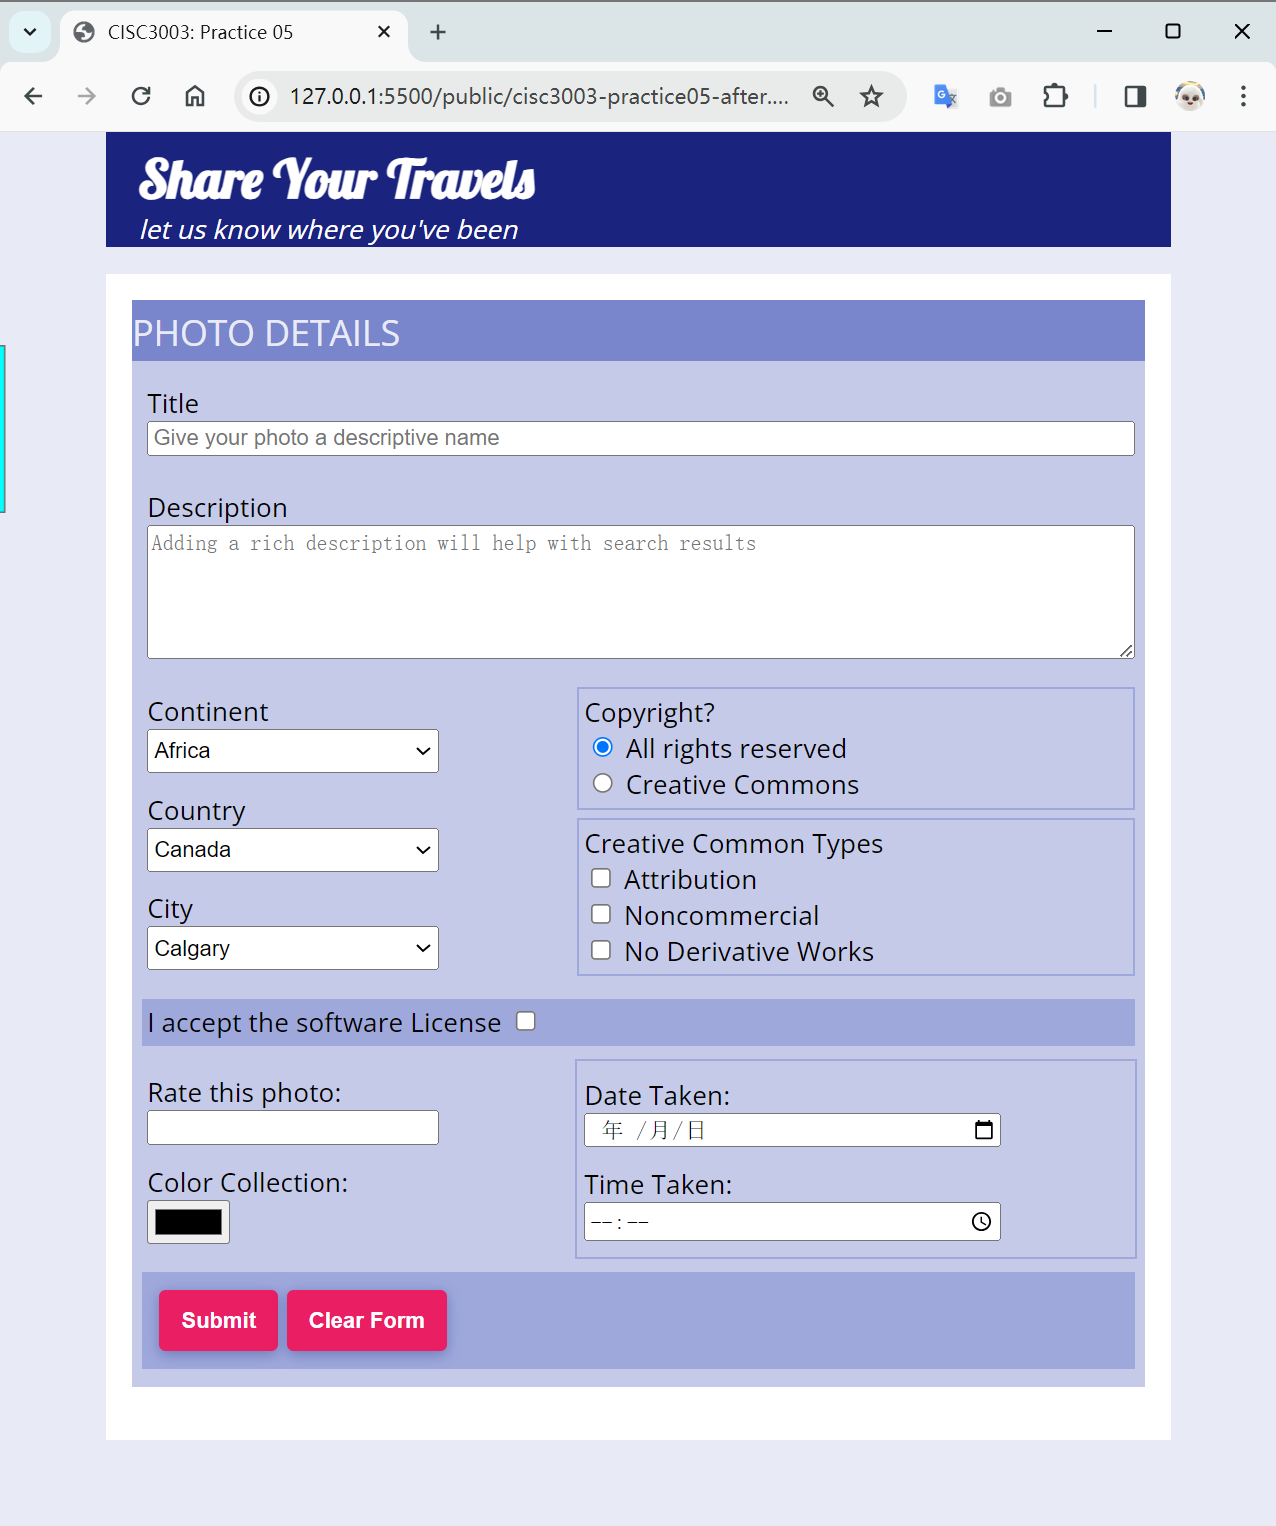 CISC3003: Practice 05
127.0.0.1:5500/public/cisc3003-practice05-after....
Share Your Travels
let us know where you've been
PHOTO DETAILS
Title
Give your photo a descriptive name
Description
Adding a rich description will help with search results
Continent
Africa
Country
Canada
City
Calgary
Copyright?
All rights reserved
Creative Commons
Creative Common Types
Attribution
Noncommercial
No Derivative Works
I accept the software License
Rate this photo:
Color Collection:
Date Taken:
年 /月/日
Time Taken:
--:--
Submit
Clear Form